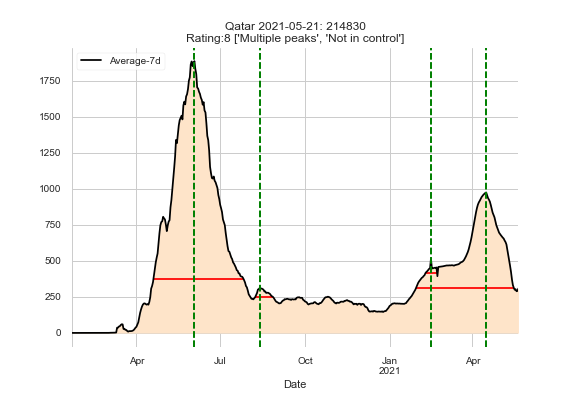 Qatar 2021-05-21: 214830
Rating:8 ['Multiple peaks', 'Not in control']
Average-7d
1750
1500
1250
1000
750
500
250
0
Apr
Jul
Oct
Jan
2021
Apr
Date